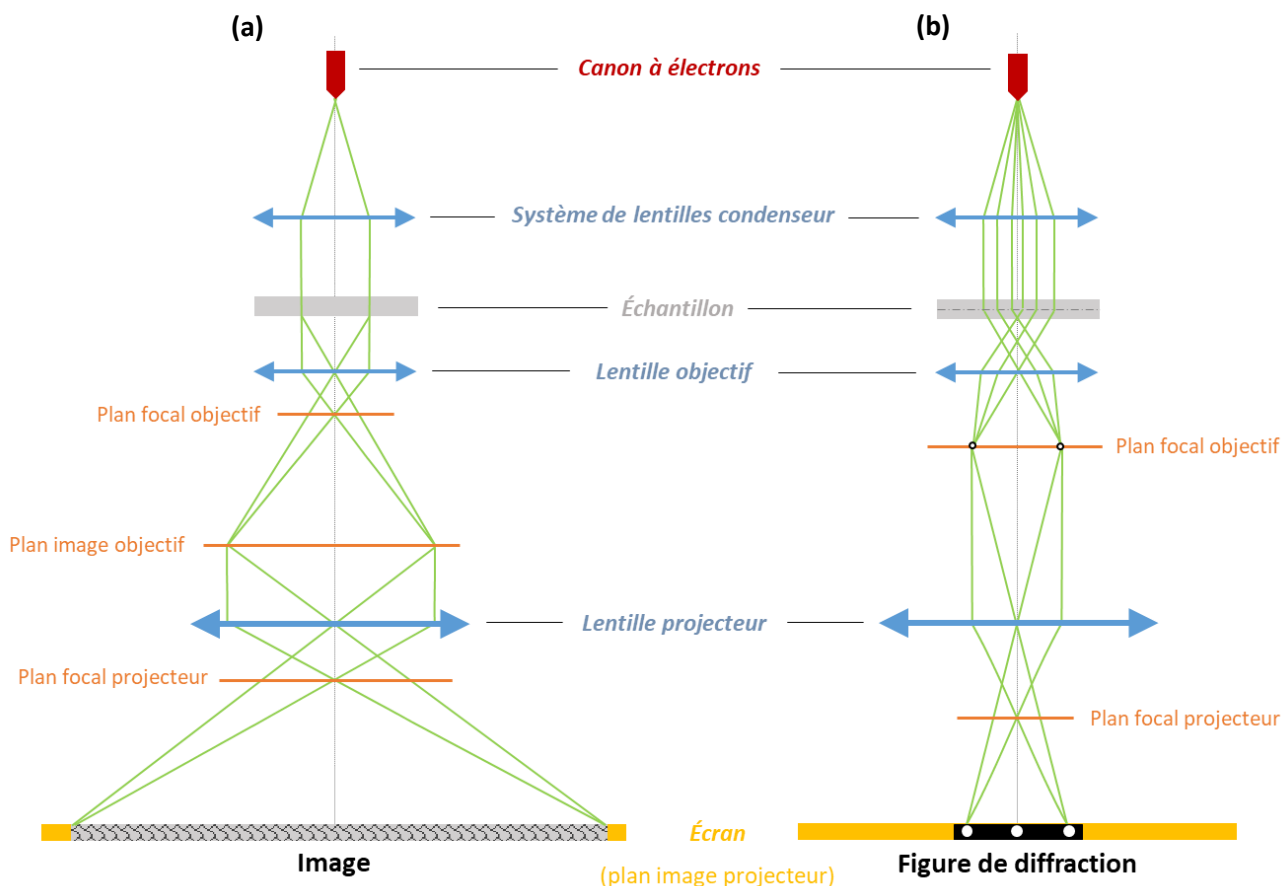 (a)
(b)
Canon à électrons
Système de lentilles condenseur
Échantillon
Lentille objectif
Plan focal objectif
Plan focal objectif
Plan image objectif
Lentille projecteur
Plan focal projecteur
Plan focal projecteur
Écran
Image
Figure de diffraction
(plan image projecteur)